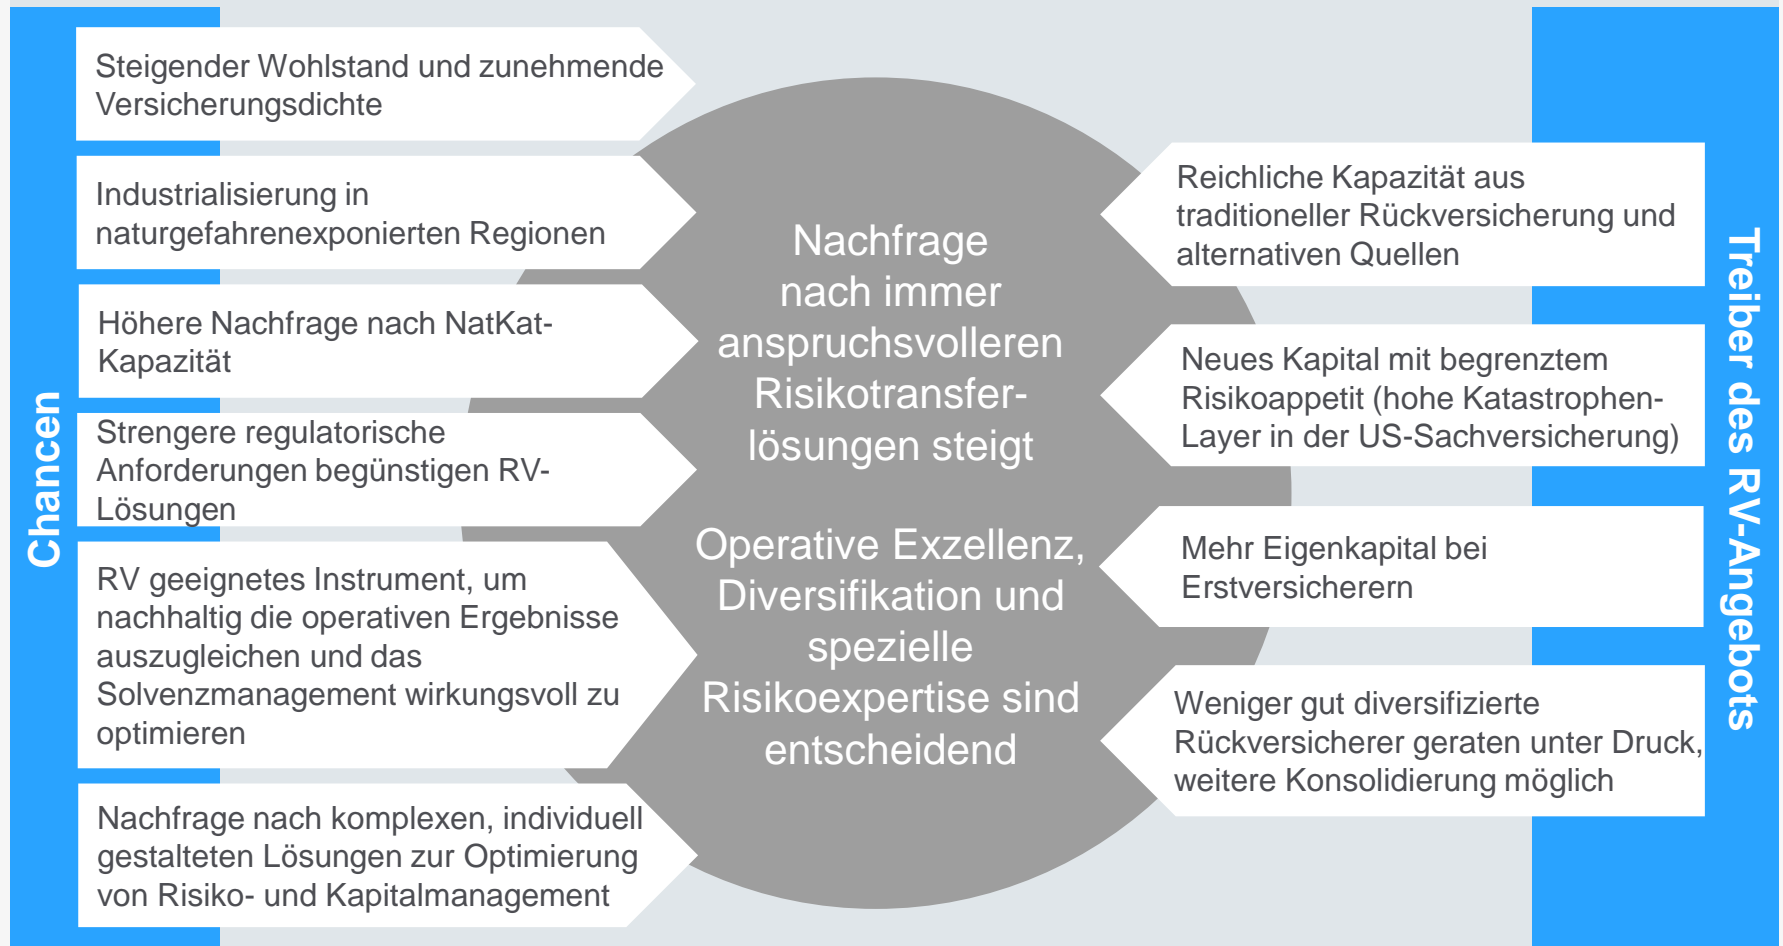 Chancen
Steigender Wohlstand und zunehmende
Versicherungsdichte
Industrialisierung in
naturgefahrenexponierten Regionen
Höhere Nachfrage nach NatKat-
Kapazität
Strengere regulatorische
Anforderungen begünstigen RV-
Lösungen
RV geeignetes Instrument, um
nachhaltig die operativen Ergebnisse
auszugleichen und das
Solvenzmanagement wirkungsvoll zu
optimieren
Nachfrage nach komplexen, individuell
gestalteten Lösungen zur Optimierung
von Risiko- und Kapitalmanagement
Nachfrage
nach immer
anspruchsvolleren
Risikotransfer-
lösungen steigt
Operative Exzellenz,
Diversifikation und
spezielle
Risikoexpertise sind
entscheidend
Reichliche Kapazität aus
traditioneller Rückversicherung und
alternativen Quellen
Neues Kapital mit begrenztem
Risikoappetit (hohe Katastrophen-
Layer in der US-Sachversicherung)
Mehr Eigenkapital bei
Erstversicherern
Weniger gut diversifizierte
Rückversicherer geraten unter Druck,
weitere Konsolidierung möglich
Treiber des RV-Angebots